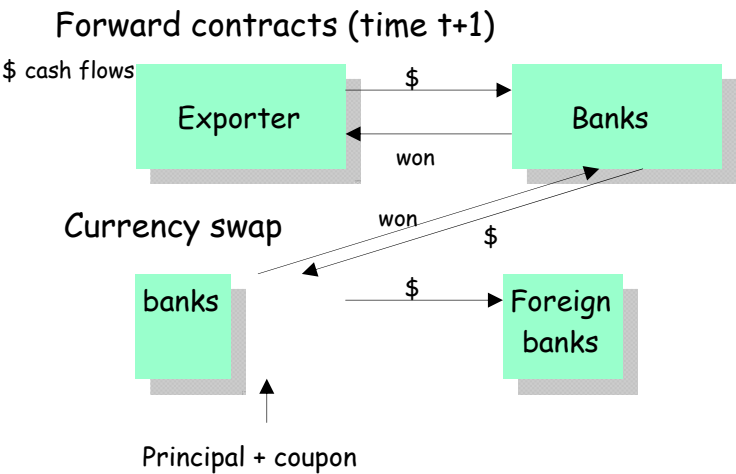 Forward contracts (time t+1)
$ cash flows
$
Exporter
Banks
won
Currency swap
won
$
banks
$
Foreign
banks
Principal + coupon